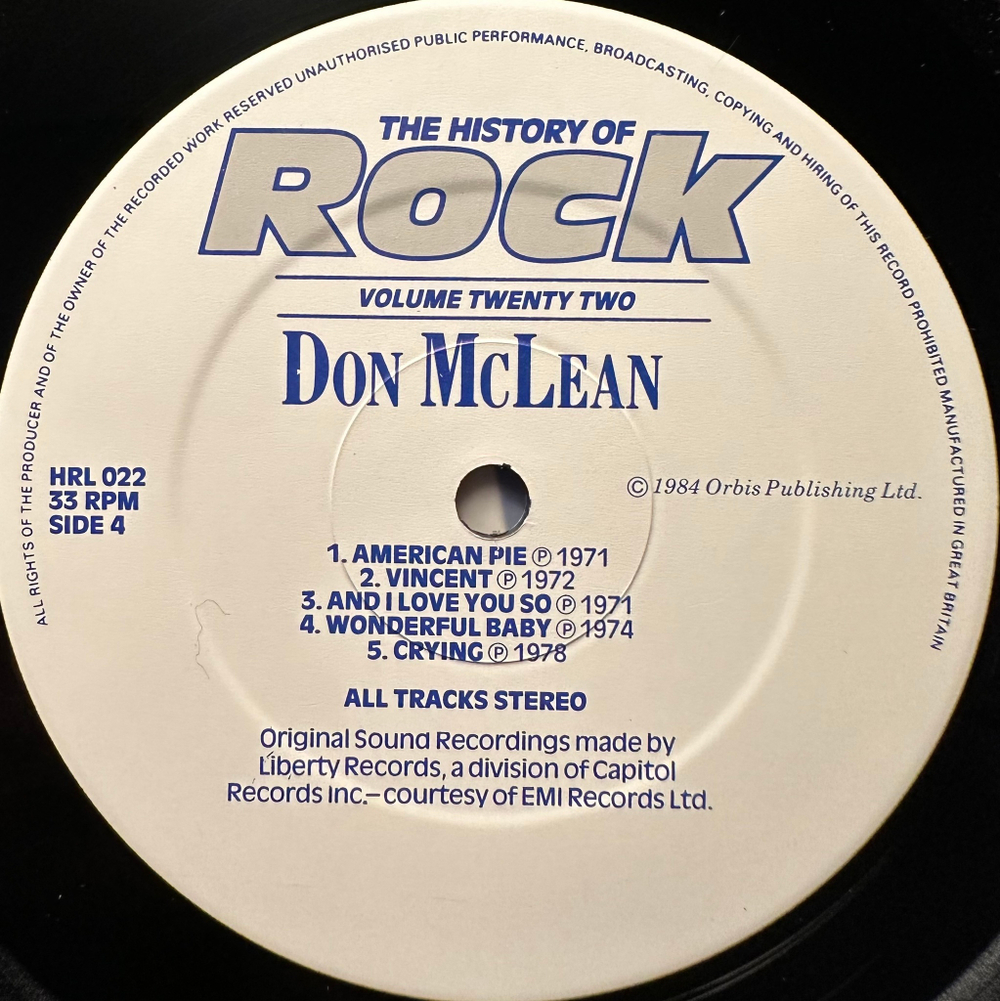 ALL RIGHTS OF THE PRODUCER AND OF THE OWNER OF THE RECORDED WORK RESERVED UNAUTHORISED PUBLIC PERFORMANCE, BROADCASTING, COPYING AND HIRING OF THIS RECORD PROHIBITED MANUFACTURED IN GREAT BRITAIN
THE HISTORY OF
ROCK
VOLUME TWENTY TWO
DON MCLEAN
HRL 022
33 RPM
SIDE 4
© 1984 Orbis Publishing Ltd.
1. AMERICAN PIE ℗ 1971
2. VINCENT ℗ 1972
3. AND I LOVE YOU SO ℗ 1971
4. WONDERFUL BABY ℗ 1974
5. CRYING ℗ 1978
ALL TRACKS STEREO
Original Sound Recordings made by
Liberty Records, a division of Capitol
Records Inc.–courtesy of EMI Records Ltd.